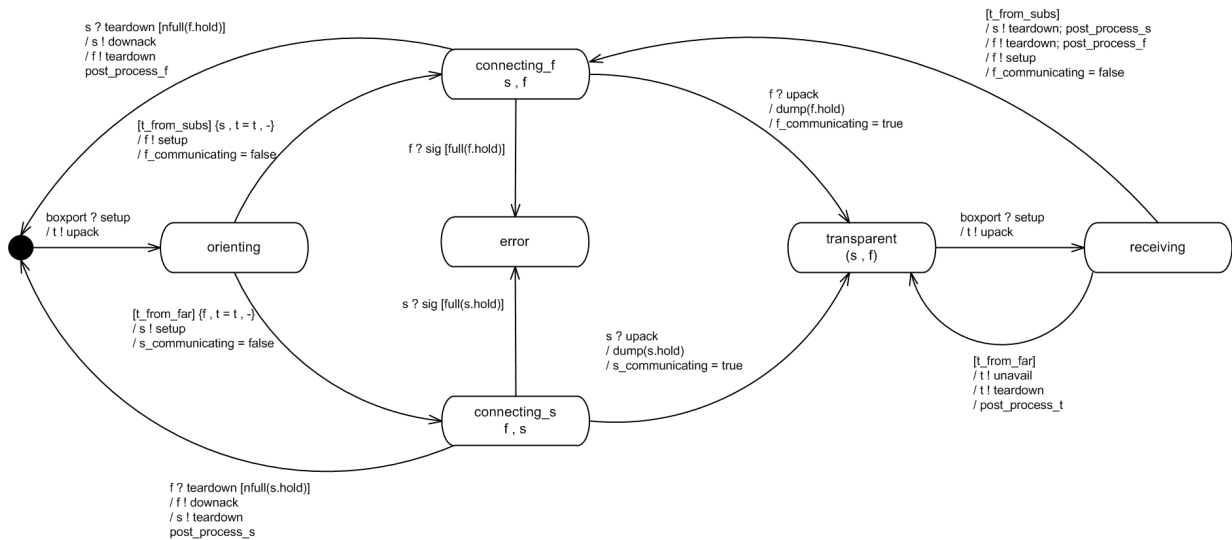 s ? teardown [nfull(f.hold)]
/ s ! downack
/ f ! teardown
post_process_f
connecting_f
s , f
[t_from_subs]
/ s ! teardown; post_process_s
/ f ! teardown; post_process_f
/ f ! setup
/ f_communicating = false
f ? upack
/ dump(f.hold)
/ f_communicating = true
[t_from_subs] {s , t = t , -}
/ f ! setup
/ f_communicating = false
f ? sig [full(f.hold)]
boxport ? setup
/ t ! upack
orienting
error
transparent
(s , f)
boxport ? setup
/ t ! upack
receiving
[t_from_far] {f , t = t , -}
/ s ! setup
/ s_communicating = false
s ? sig [full(s.hold)]
s ? upack
/ dump(s.hold)
/ s_communicating = true
[t_from_far]
/ t ! unavail
/ t ! teardown
/ post_process_t
connecting_s
f , s
f ? teardown [nfull(s.hold)]
/ f ! downack
/ s ! teardown
post_process_s